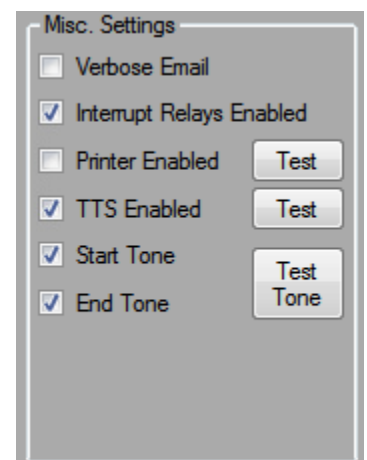 Misc. Settings
Verbose Email
Interrupt Relays Enabled
Printer Enabled Test
TTS Enabled Test
Start Tone
Test
Tone
End Tone